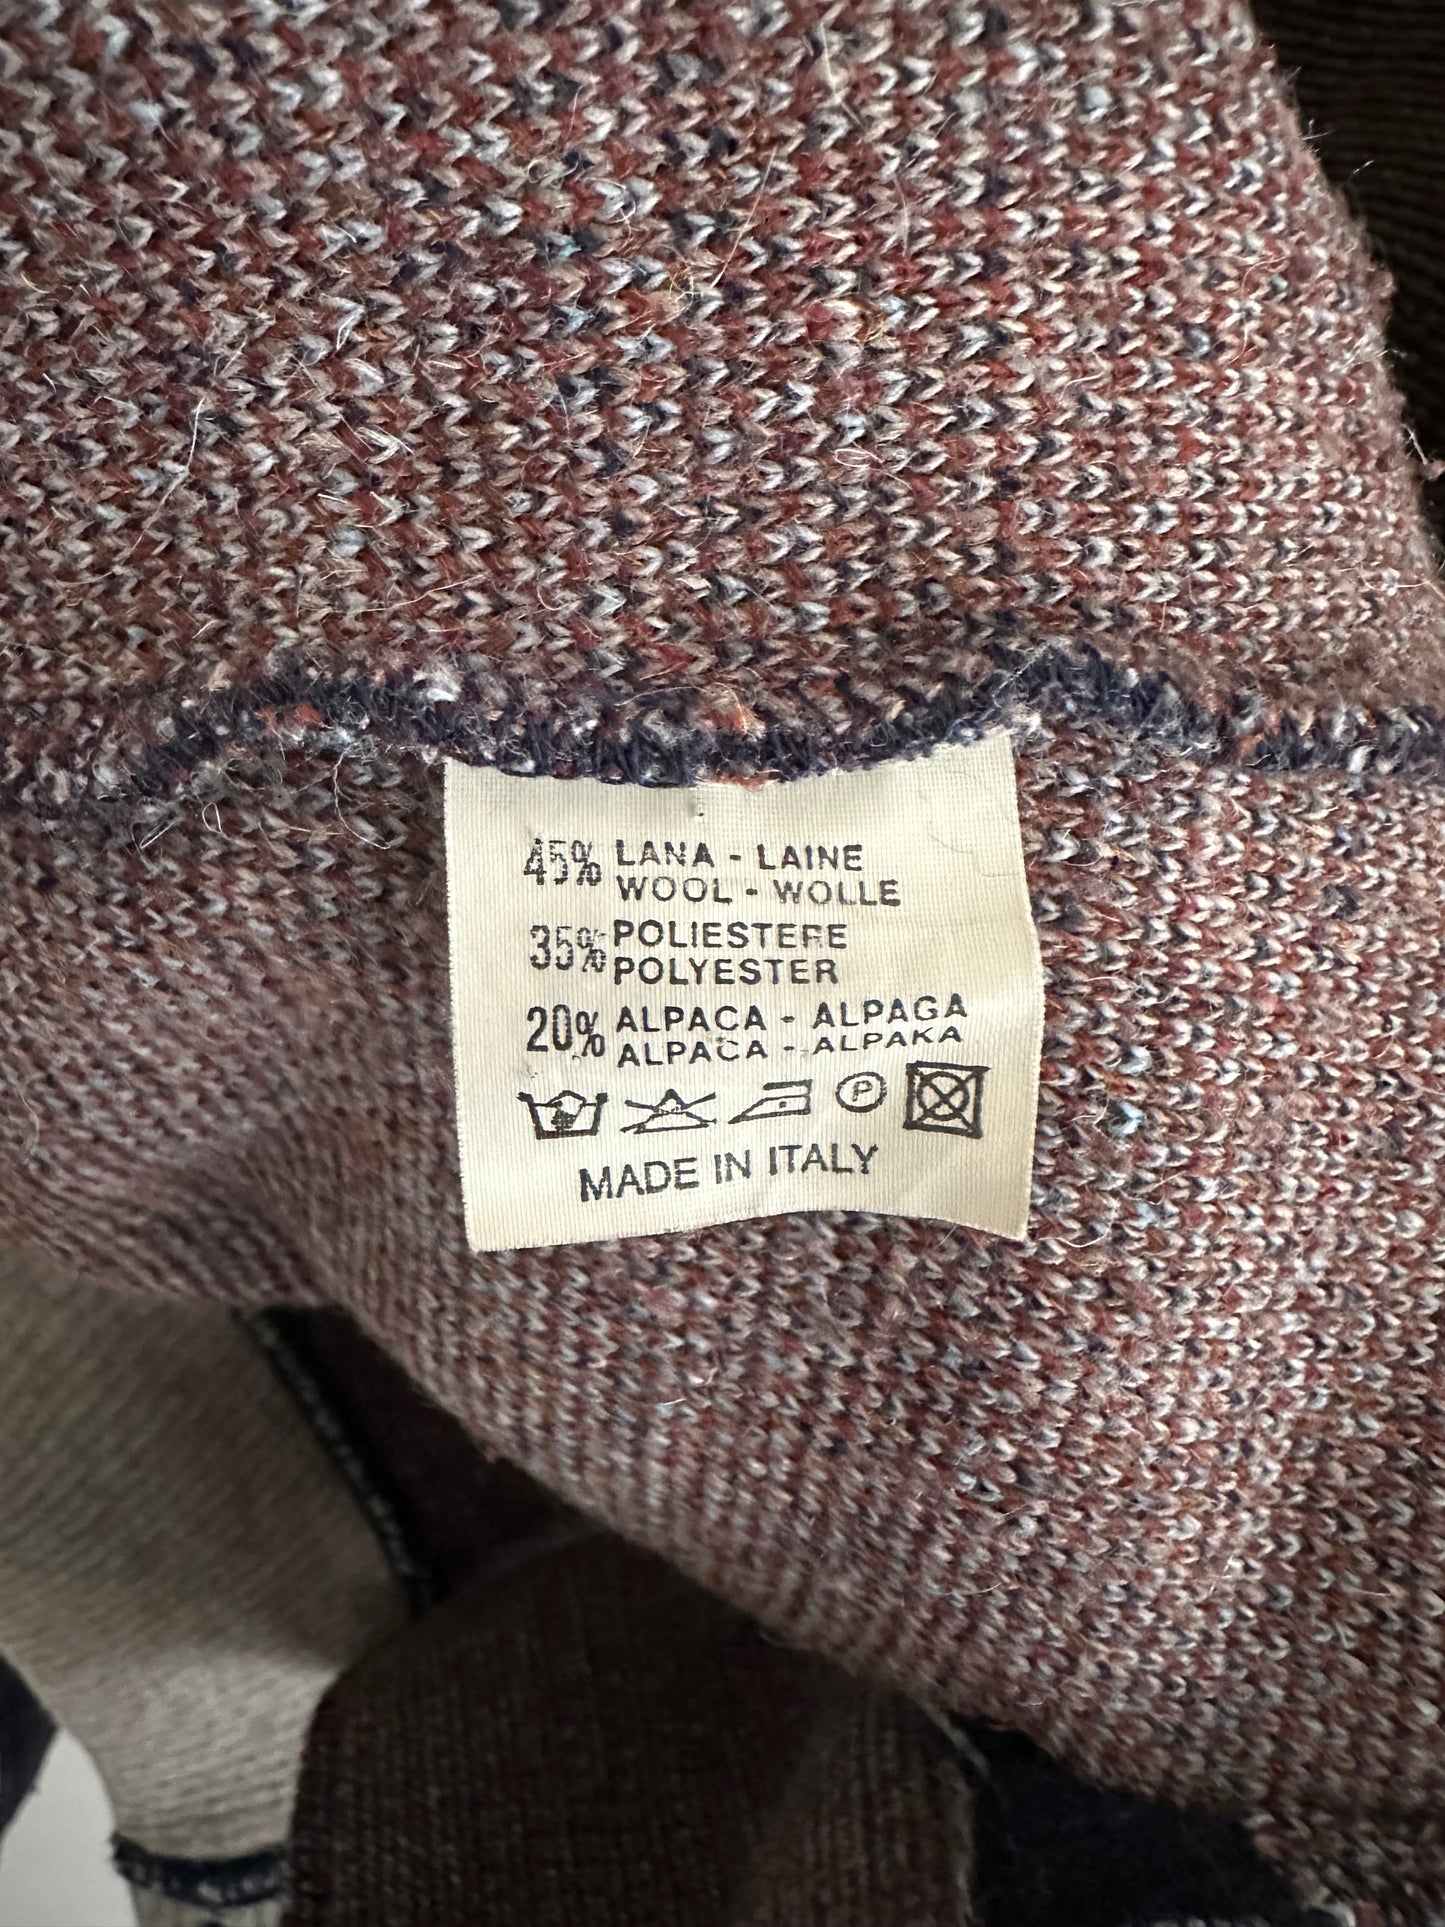 45% LANA - LAINE
WOOL - WOLLE
35% POLIESTERE
POLYESTER
20% ALPACA - ALPAGA
ALPACA - ALPAKA
P
MADE IN ITALY